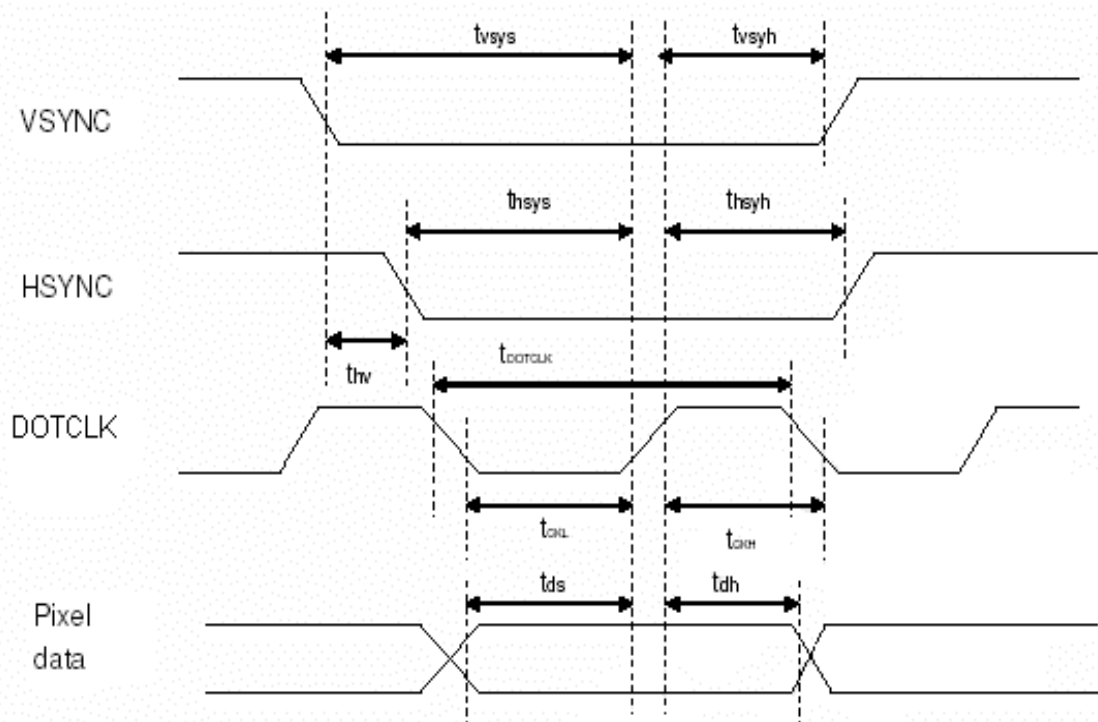 tvsys
tvsyh
VSYNC
thsys
thsyh
HSYNC
thv
tDOTCLK
DOTCLK
tCKL
tCKH
tds
tdh
Pixel
data